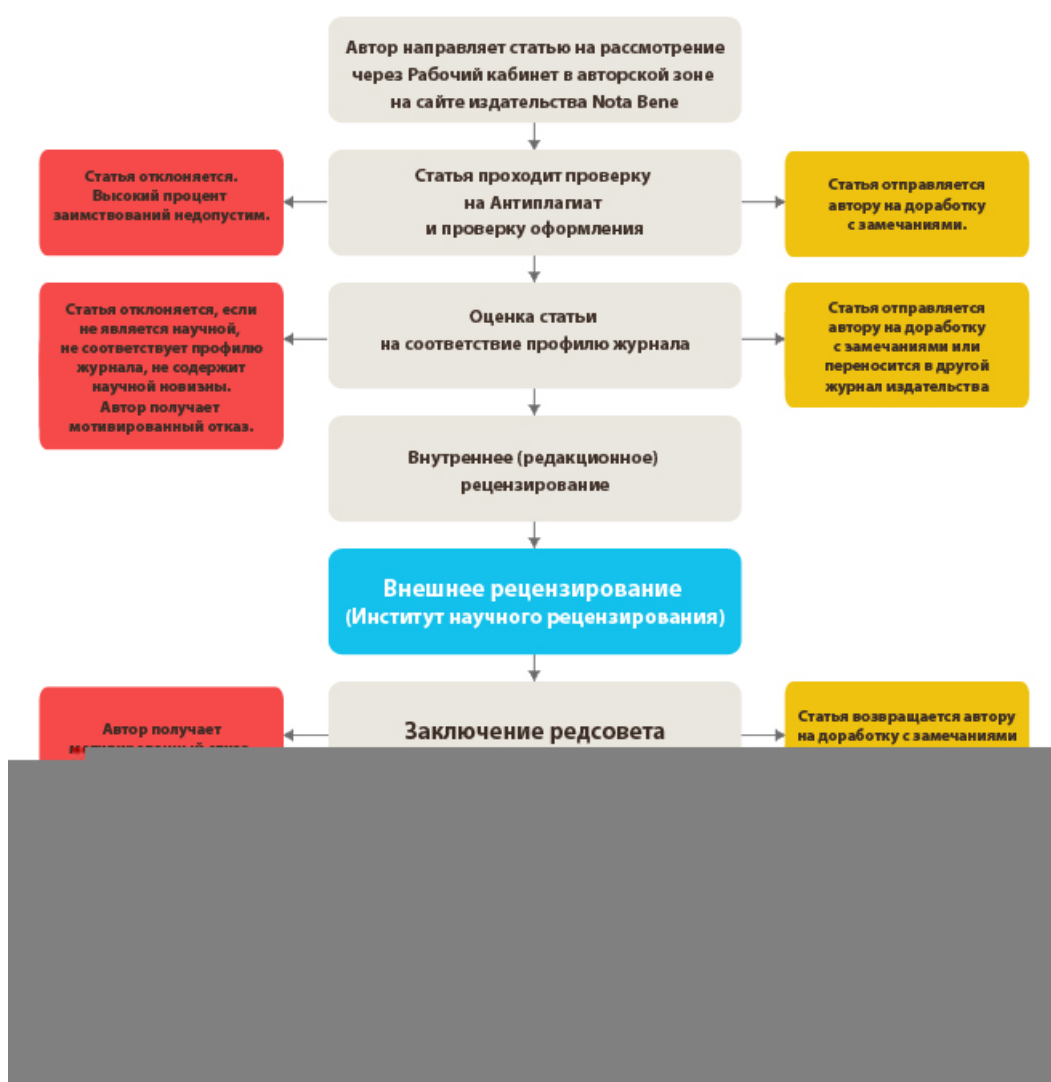 Автор направляет статью на рассмотрение
через Рабочий кабинет в авторской зоне
на сайте издательства Nota Bene
Статья отклоняется.
Высокий процент
заимствований недопустим.
Статья проходит проверку
на Антиплагиат
и проверку оформления
Статья отправляется
автору на доработку
с замечаниями.
Статья отклоняется, если
не является научной,
не соответствует профилю
журнала, не содержит
научной новизны.
Автор получает
мотивированный отказ.
Оценка статьи
на соответствие профилю журнала
Статья отправляется
автору на доработку
с замечаниями или
переносится в другой
журнал издательства
Внутреннее (редакционное)
рецензирование
Внешнее рецензирование
(Институт научного рецензирования)
Автор получает
Заключение редсовета
Статья возвращается автору
на доработку с замечаниями